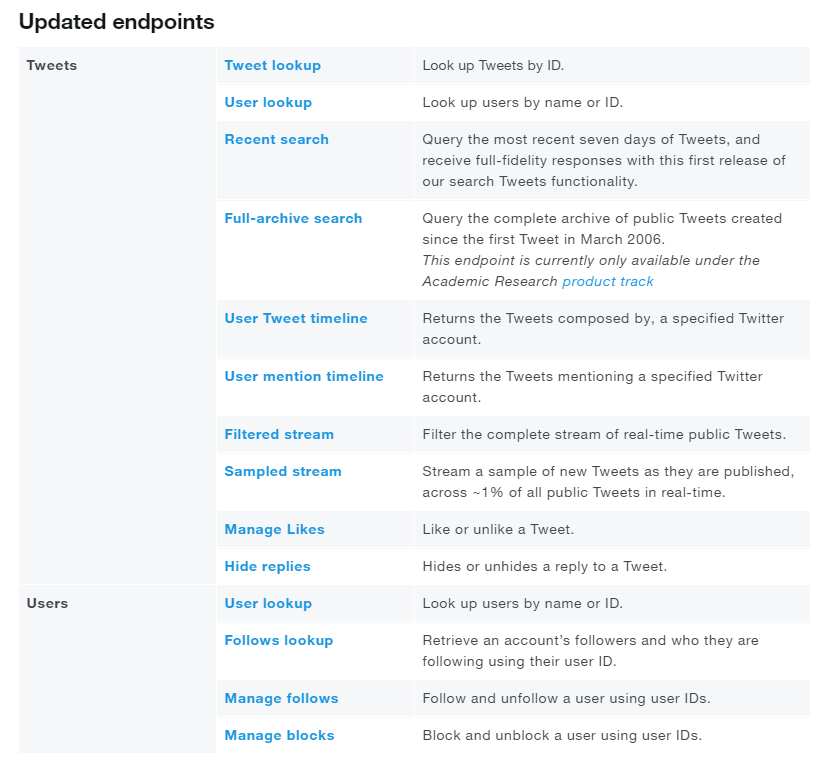 Updated endpoints
Tweets
Tweet lookup
Look up Tweets by ID.
User lookup
Look up users by name or ID.
Recent search
Query the most recent seven days of Tweets, and
receive full-fidelity responses with this first release of
our search Tweets functionality.
Full-archive search
Query the complete archive of public Tweets created
since the first Tweet in March 2006.
This endpoint is currently only available under the
Academic Research product track
User Tweet timeline
Returns the Tweets composed by, a specified Twitter
account.
User mention timeline
Returns the Tweets mentioning a specified Twitter
account.
Filtered stream
Filter the complete stream of real-time public Tweets.
Sampled stream
Stream a sample of new Tweets as they are published,
across ~1% of all public Tweets in real-time.
Manage Likes
Like or unlike a Tweet.
Hide replies
Hides or unhides a reply to a Tweet.
Users
User lookup
Look up users by name or ID.
Follows lookup
Retrieve an account’s followers and who they are
following using their user ID.
Manage follows
Follow and unfollow a user using user IDs.
Manage blocks
Block and unblock a user using user IDs.